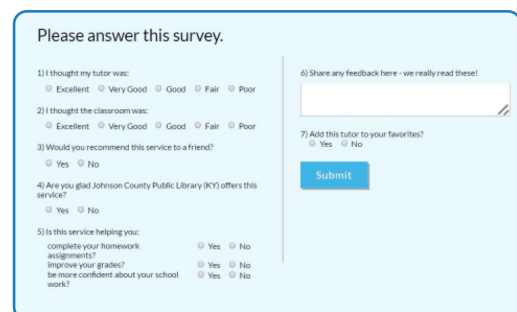 Please answer this survey.
1) I thought my tutor was:
Excellent Very Good Good Fair Poor
2) I thought the classroom was:
Excellent Very Good Good Fair Poor
3) Would you recommend this service to a friend?
Yes No
4) Are you glad Johnson County Public Library (KY) offers this
service?
Yes No
5) Is this service helping you:
complete your homework
assignments?
Yes No
improve your grades?
Yes No
be more confident about your school
work?
Yes No
6) Share any feedback here - we really read these!
7) Add this tutor to your favorites?
Yes No
Submit